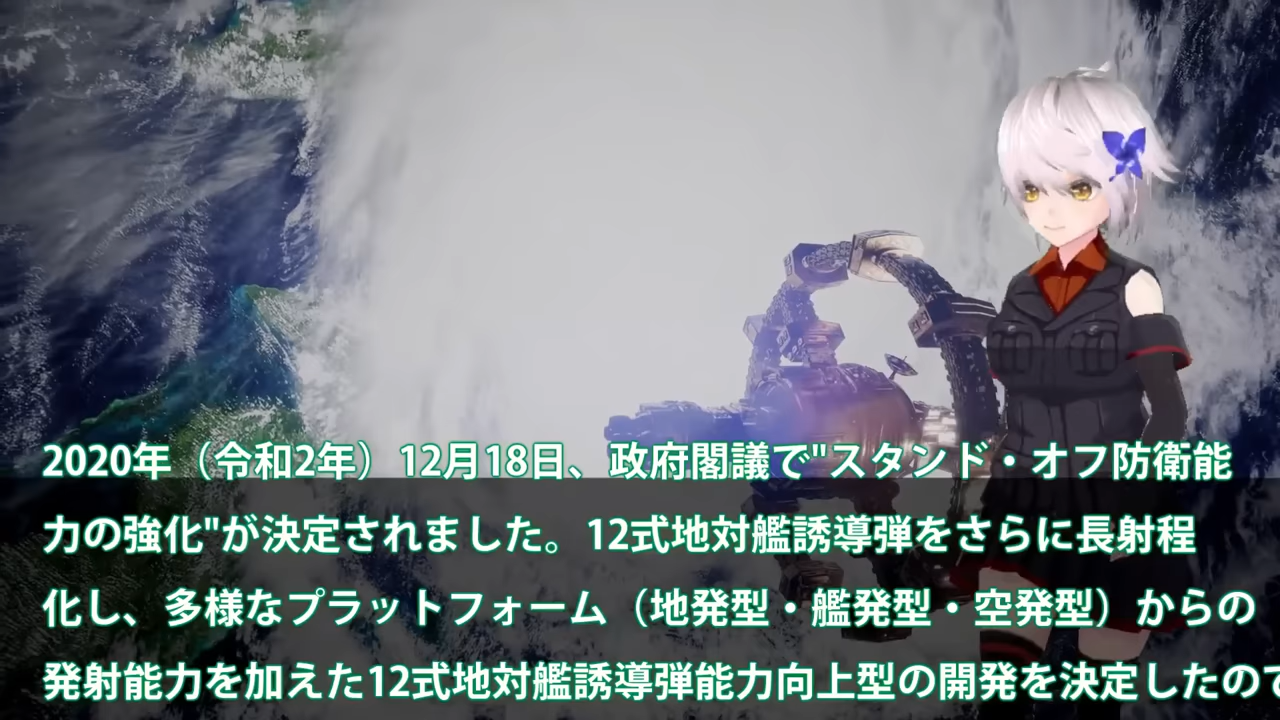 2020年（令和2年）12月18日、政府閣議で"スタンド・オフ防衛能
力の強化"が決定されました。12式地対艦誘導弾をさらに長射程
化し、多様なプラットフォーム（地発型・艦発型・空発型）からの
発射能力を加えた12式地対艦誘導弾能力向上型の開発を決定したので